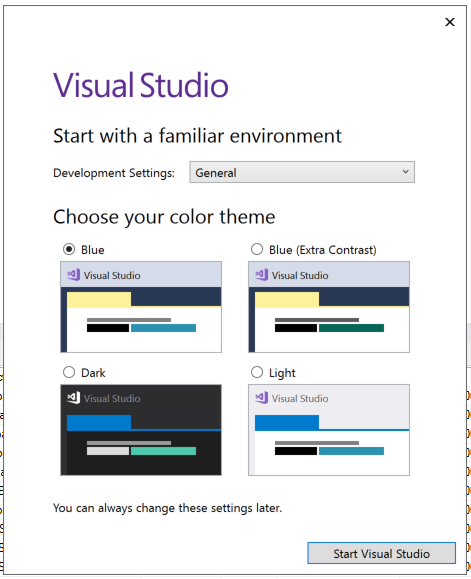 Visual Studio
Start with a familiar environment
Development Settings: General
Choose your color theme
Blue
Blue (Extra Contrast)
Visual Studio
Visual Studio
Dark
Light
Visual Studio
Visual Studio
You can always change these settings later.
Start Visual Studio